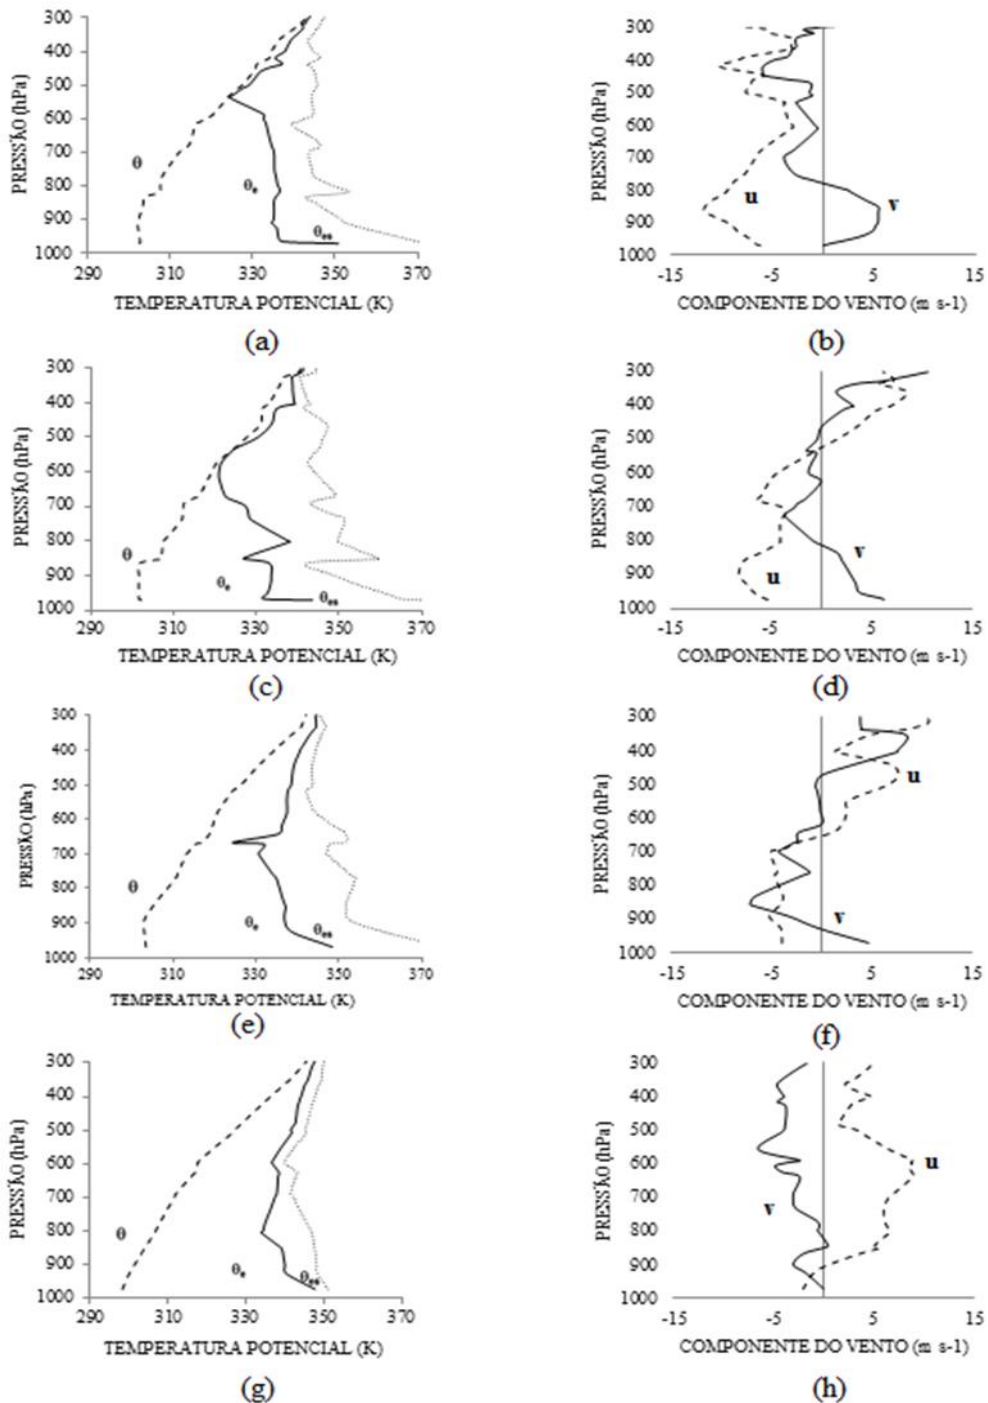 PRESSÃO (hPa)
300
400
500
600
700
800
900
1000
θ
θe
θes
290
310
330
350
370
TEMPERATURA POTENCIAL (K)
(a)
PRESSÃO (hPa)
300
400
500
600
700
800
900
1000
u
v
-15
-5
5
15
COMPONENTE DO VENTO (m s-1)
(b)
PRESSÃO (hPa)
300
400
500
600
700
800
900
1000
θ
θe
θes
290
310
330
350
370
TEMPERATURA POTENCIAL (K)
(c)
PRESSÃO (hPa)
300
400
500
600
700
800
900
1000
v
u
-15
-5
5
15
COMPONENTE DO VENTO (m s-1)
(d)
PRESSÃO (hPa)
300
400
500
600
700
800
900
1000
θ
θe
θes
290
310
330
350
370
TEMPERATURA POTENCIAL (K)
(e)
PRESSÃO (hPa)
300
400
500
600
700
800
900
1000
u
v
-15
-5
5
15
COMPONENTE DO VENTO (m s-1)
(f)
PRESSÃO (hPa)
300
400
500
600
700
800
900
1000
θ
θe
θes
290
310
330
350
370
TEMPERATURA POTENCIAL (K)
(g)
PRESSÃO (hPa)
300
400
500
600
700
800
900
1000
u
v
-15
-5
5
15
COMPONENTE DO VENTO (m s-1)
(h)